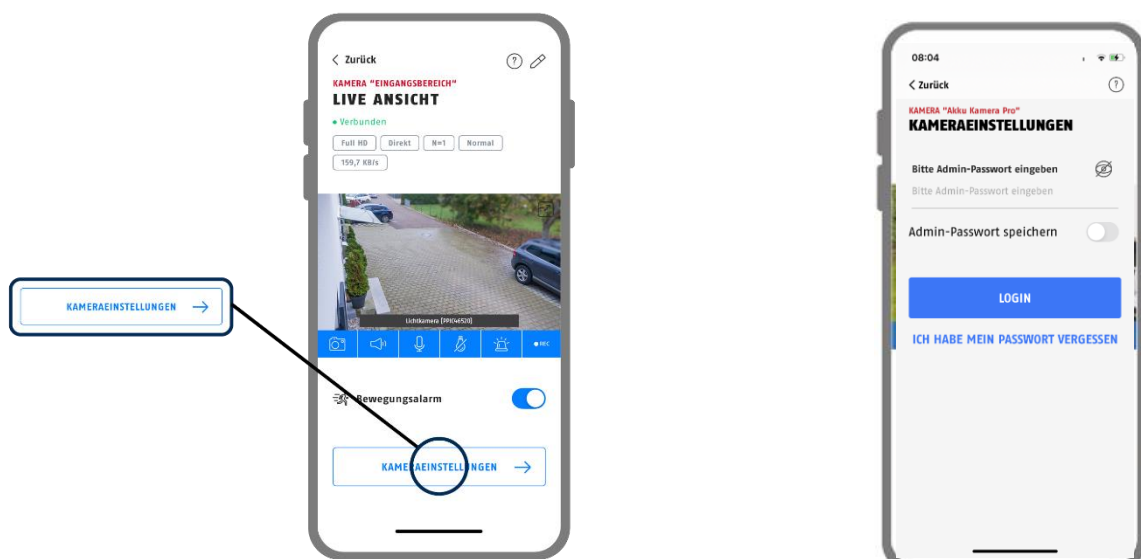 KAMERAEINSTELLUNGEN
Zurück
KAMERA "EINGANGSBEREICH"
LIVE ANSICHT
Verbunden
Full HD Direkt N=1 Normal
159,7 KB/s
REC
Bewegungsalarm
KAMERAEINSTELLUNGEN
08:04
Zurück
KAMERA "Akku Kamera Pro"
KAMERAEINSTELLUNGEN
Bitte Admin-Passwort eingeben
Bitte Admin-Passwort eingeben
Admin-Passwort speichern
LOGIN
ICH HABE MEIN PASSWORT VERGESSEN